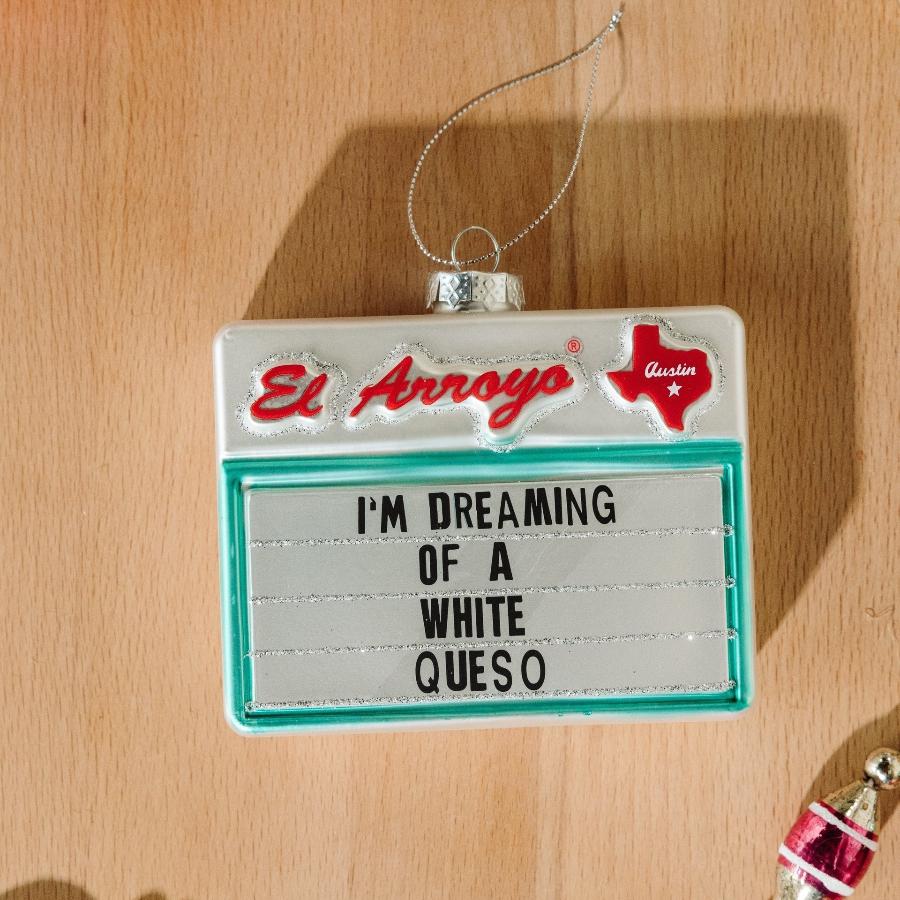 El Arroyo®
Austin
I'M DREAMING
OF A
WHITE
QUESO